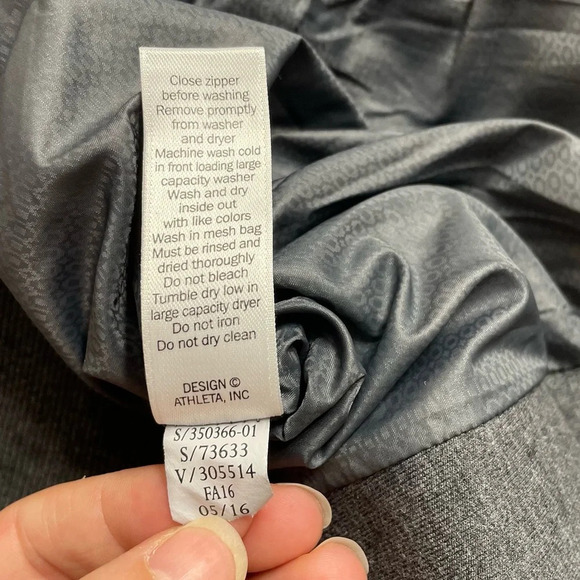 Close zipper
before washing
Remove promptly
from washer
and dryer
Machine wash cold
in front loading large
capacity washer
Wash and dry
inside out
with like colors
Wash in mesh bag
Must be rinsed and
dried thoroughly
Do not bleach
Tumble dry low in
large capacity dryer
Do not iron
Do not dry clean
DESIGN ©
ATHLETA, INC
S/350366-01
S/73633
V/305514
FA16
05/16